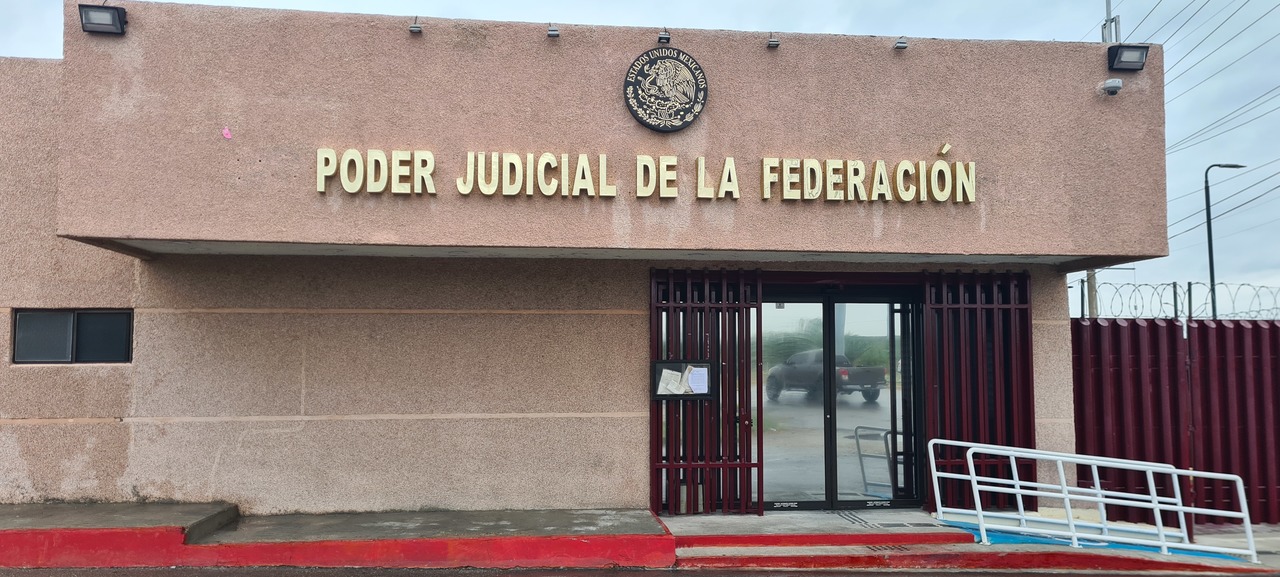 ESTADOS UNIDOS MEXICANOS
PODER JUDICIAL DE LA FEDERACIÓN